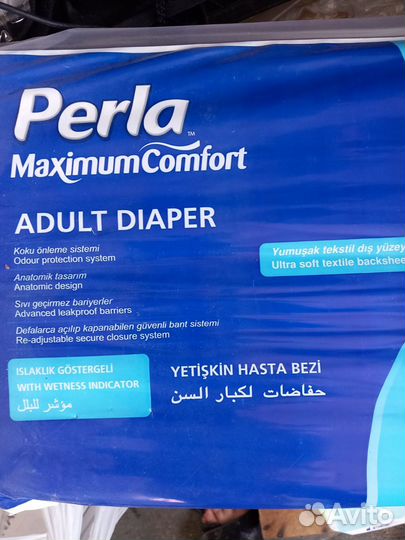 Perla™
MaximumComfort
ADULT DIAPER
Koku önleme sistemi
Odour protection system
Anatomik tasarım
Anatomic design
Sıvı geçirmez bariyerler
Advanced leakproof barriers
Defalarca açılıp kapanabilen güvenli bant sistemi
Re-adjustable secure closure system
Yumuşak tekstil dış yüzey
Ultra soft textile backshee
ISLAKLIK GÖSTERGELİ
WITH WETNESS INDICATOR
مؤشر للبلل
YETİŞKİN HASTA BEZİ
حفاضات لكبار السن
Avito